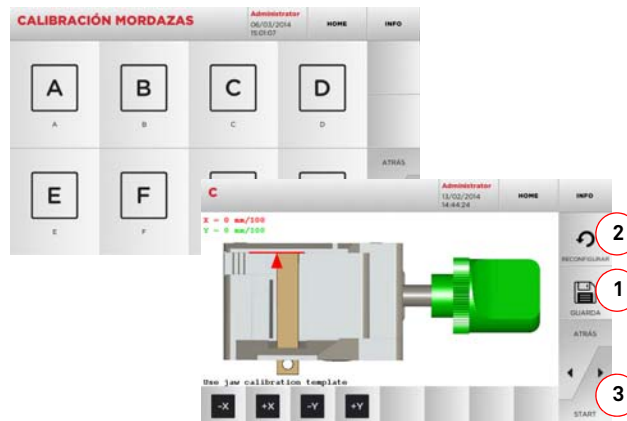 CALIBRACIÓN MORDAZAS
Administrator
06/03/2014
15:01:07
HOME
INFO
A
B
C
D
A
B
C
D
ATRÁS
E
F
E
F
C
Administrator
13/02/2014
14:44:24
HOME
INFO
X = 0 mm/100
Y = 0 mm/100
2
RECONFIGURAR
1
GUARDA
ATRÁS
Use jaw calibration template
-X
+X
-Y
+Y
3
START